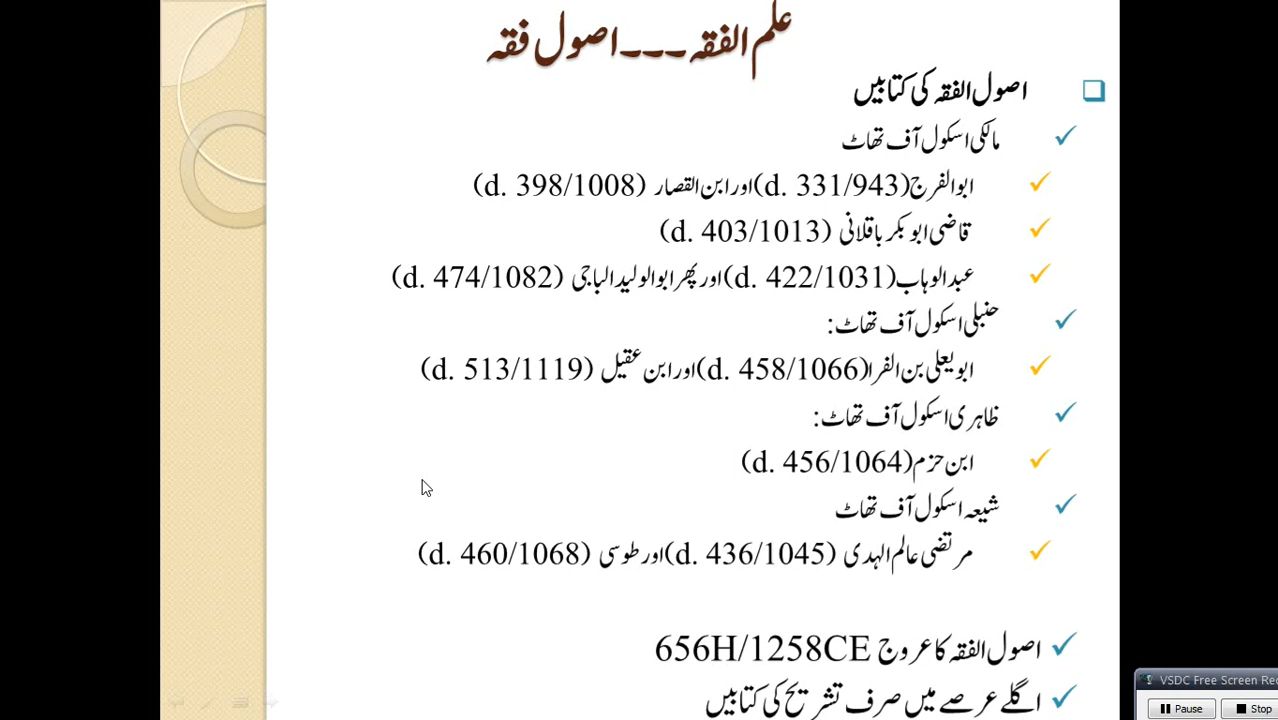 علم الفقہ ۔۔۔ اصول فقہ
اصول الفقہ کی کتابیں
مالکی اسکول آف تھاٹ
ابوالفرج (d. 331/943) اور ابن القصار (d. 398/1008)
قاضی ابو بکر باقلانی (d. 403/1013)
عبدالوہاب (d. 422/1031) اور پھر ابوالولید الباجی (d. 474/1082)
حنبلی اسکول آف تھاٹ:
ابو یعلی بن الفرا (d. 458/1066) اور ابن عقیل (d. 513/1119)
ظاہری اسکول آف تھاٹ:
ابن حزم (d. 456/1064)
شیعہ اسکول آف تھاٹ
مرتضی عالم الہدی (d. 436/1045) اور طوسی (d. 460/1068)
اصول الفقہ کا عروج 656H/1258CE
اگلے عرصے میں صرف تشریح کی کتابیں
VSDC Free Screen Rec
Pause
Stop